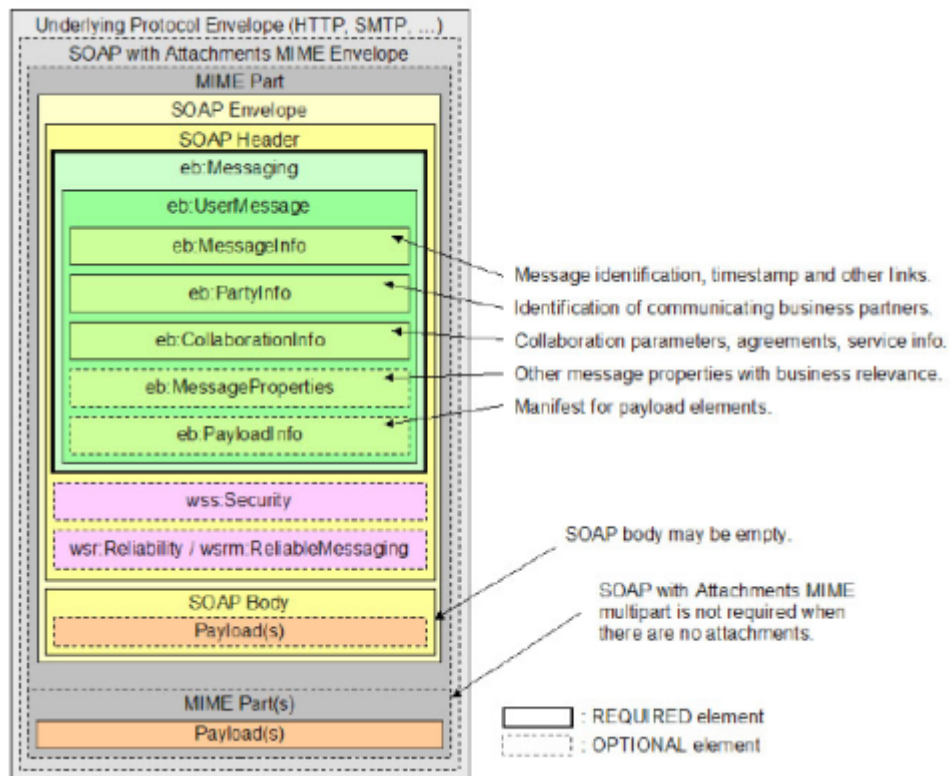 Underlying Protocol Envelope (HTTP, SMTP, …)
SOAP with Attachments MIME Envelope
MIME Part
SOAP Envelope
SOAP Header
eb:Messaging
eb:UserMessage
eb:MessageInfo
eb:PartyInfo
eb:CollaborationInfo
eb:MessageProperties
eb:PayloadInfo
wss:Security
wsr:Reliability / wsrm:ReliableMessaging
SOAP Body
Payload(s)
MIME Part(s)
Payload(s)
Message identification, timestamp and other links.
Identification of communicating business partners.
Collaboration parameters, agreements, service info.
Other message properties with business relevance.
Manifest for payload elements.
SOAP body may be empty.
SOAP with Attachments MIME
multipart is not required when
there are no attachments.
: REQUIRED element
: OPTIONAL element